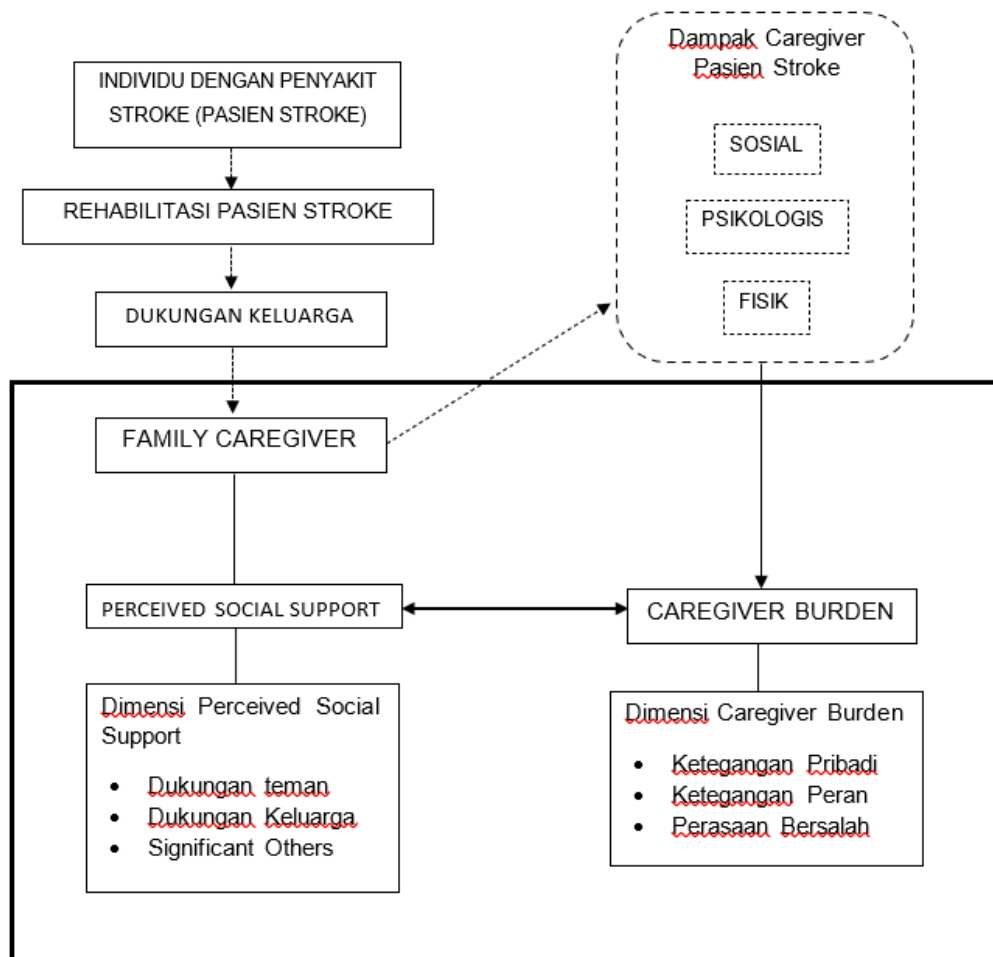 INDIVIDU DENGAN PENYAKIT
STROKE (PASIEN STROKE)
REHABILITASI PASIEN STROKE
DUKUNGAN KELUARGA
Dampak Caregiver
Pasien Stroke
SOSIAL
PSIKOLOGIS
FISIK
FAMILY CAREGIVER
PERCEIVED SOCIAL SUPPORT
CAREGIVER BURDEN
Dimensi Perceived Social
Support
• Dukungan teman
• Dukungan Keluarga
• Significant Others
Dimensi Caregiver Burden
• Ketegangan Pribadi
• Ketegangan Peran
• Perasaan Bersalah